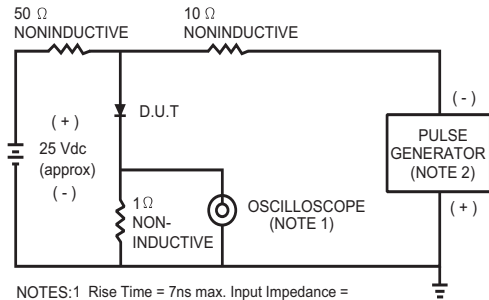 50 Ω
NONINDUCTIVE
10 Ω
NONINDUCTIVE
( + )
25 Vdc
(approx)
( - )
D.U.T
1Ω
NON-
INDUCTIVE
OSCILLOSCOPE
(NOTE 1)
( - )
PULSE
GENERATOR
(NOTE 2)
( + )
NOTES:1 Rise Time = 7ns max. Input Impedance =